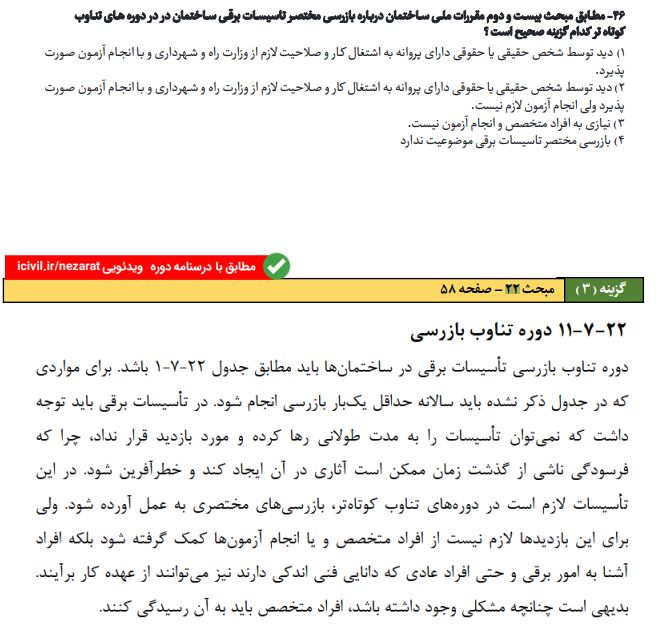 ۲۶- مطابق مبحث بیست و دوم مقررات ملی ساختمان درباره بازرسی مختصر تاسیسات برقی ساختمان در در دوره های تناوب
کوتاه تر کدام گزینه صحیح است ؟
۱) دید توسط شخص حقیقی یا حقوقی دارای پروانه به اشتغال کار و صلاحیت لازم از وزارت راه و شهرداری و با انجام آزمون صورت
پذیرد.
۲) دید توسط شخص حقیقی یا حقوقی دارای پروانه به اشتغال کار و صلاحیت لازم از وزارت راه و شهرداری و با انجام آزمون صورت
پذیرد ولی انجام آزمون لازم نیست.
۳) نیازی به افراد متخصص و انجام آزمون نیست.
۴) بازرسی مختصر تاسیسات برقی موضوعیت ندارد
مطابق با درسنامه دوره ویدئویی icivil.ir/nezarat
گزینه (۳) مبحث ۲۲ - صفحه ۵۸
۲۲-۷-۱۱ دوره تناوب بازرسی
دوره تناوب بازرسی تأسیسات برقی در ساختمان‌ها باید مطابق جدول ۲۲-۷-۱ باشد. برای مواردی
که در جدول ذکر نشده باید سالانه حداقل یک‌بار بازرسی انجام شود. در تأسیسات برقی باید توجه
داشت که نمی‌توان تأسیسات را به مدت طولانی رها کرده و مورد بازدید قرار نداد، چرا که
فرسودگی ناشی از گذشت زمان ممکن است آثاری در آن ایجاد کند و خطرآفرین شود. در این
تأسیسات لازم است در دوره‌های تناوب کوتاه‌تر، بازرسی‌های مختصری به عمل آورده شود. ولی
برای این بازدیدها لازم نیست از افراد متخصص و یا انجام آزمون‌ها کمک گرفته شود بلکه افراد
آشنا به امور برقی و حتی افراد عادی که دانایی فنی اندکی دارند نیز می‌توانند از عهده کار برآیند.
بدیهی است چنانچه مشکلی وجود داشته باشد، افراد متخصص باید به آن رسیدگی کنند.